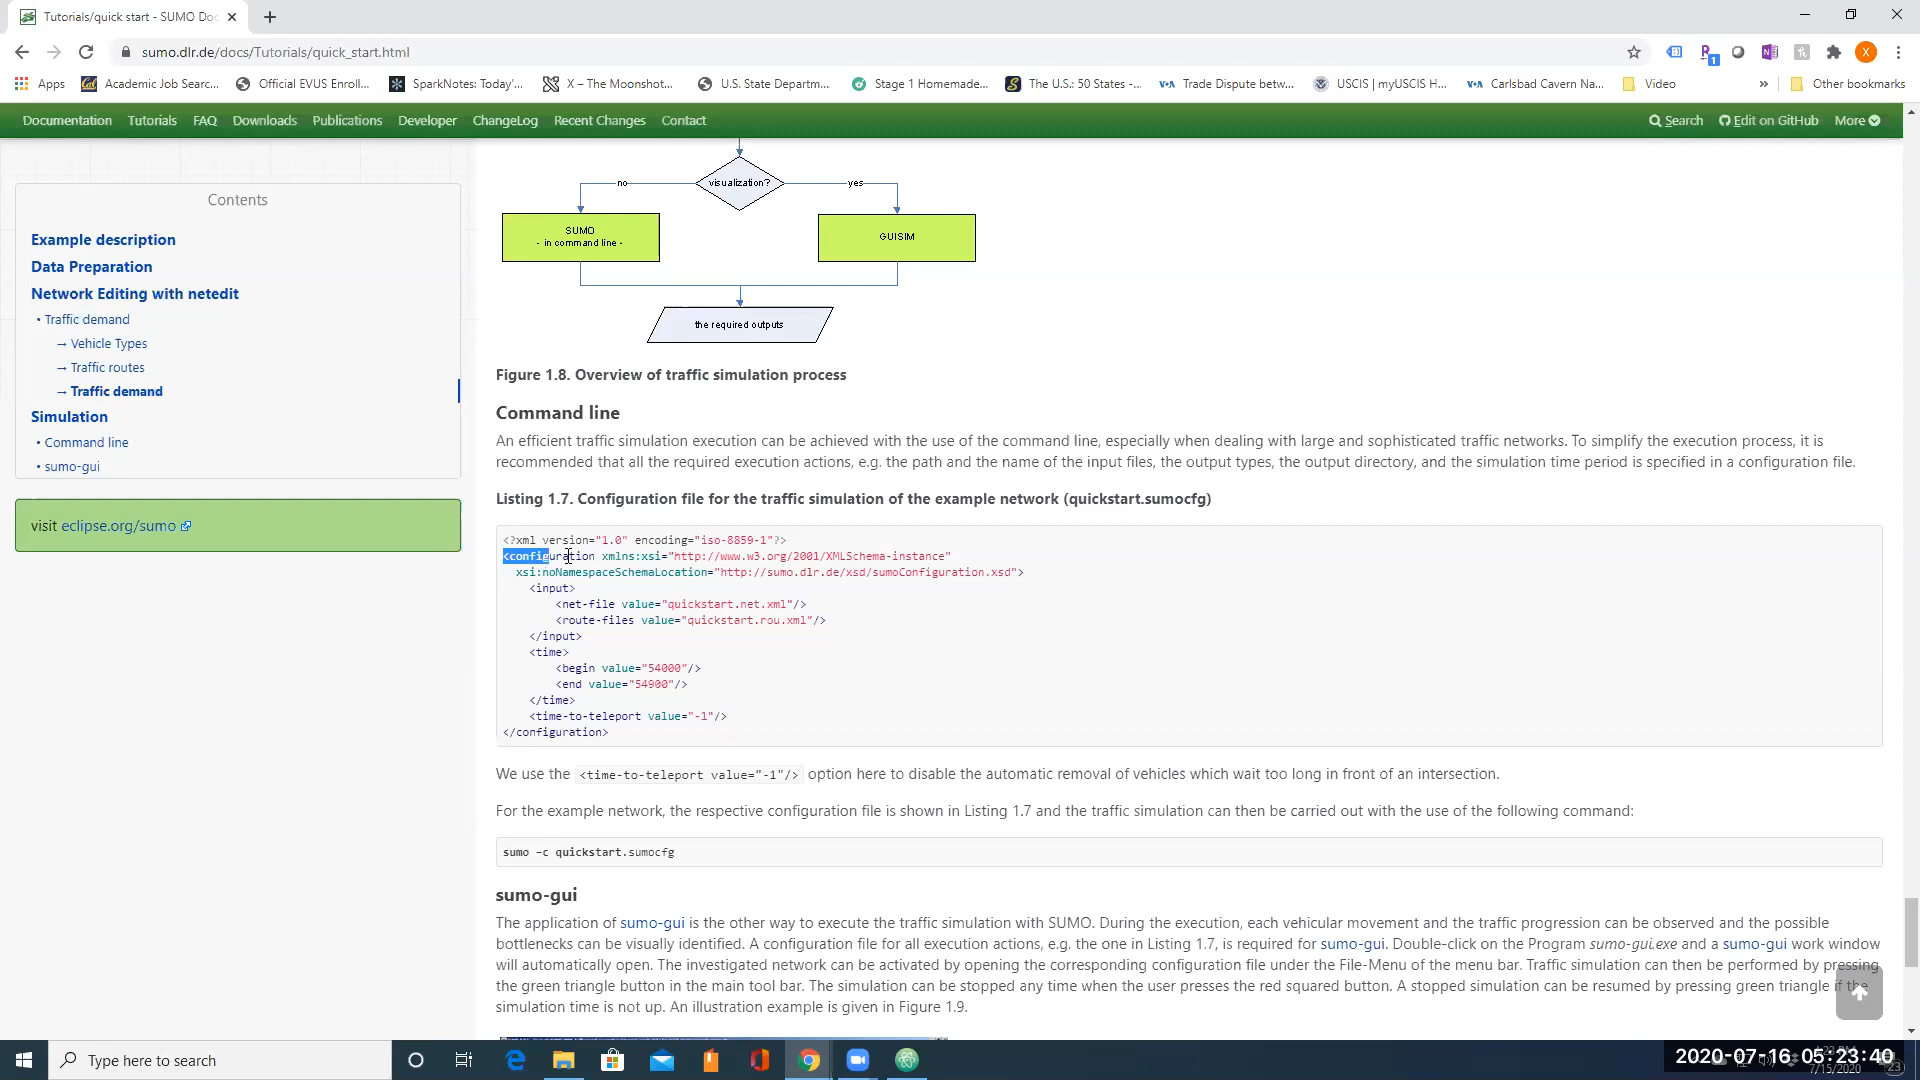 Tutorials/quick start - SUMO Doc
sumo.dlr.de/docs/Tutorials/quick_start.html
X
1
Apps
Academic Job Searc...
Official EVUS Enroll...
SparkNotes: Today'...
X – The Moonshot...
U.S. State Departm...
Stage 1 Homemade...
The U.S.: 50 States -...
Trade Dispute betw...
USCIS | myUSCIS H...
Carlsbad Cavern Na...
Video
»
Other bookmarks
Documentation Tutorials FAQ Downloads Publications Developer ChangeLog Recent Changes Contact
Search Edit on GitHub More
Contents
Example description
Data Preparation
Network Editing with netedit
• Traffic demand
→ Vehicle Types
→ Traffic routes
→ Traffic demand
Simulation
• Command line
• sumo-gui
visit eclipse.org/sumo
visualization?
no
yes
SUMO
- in command line -
GUISIM
the required outputs
Figure 1.8. Overview of traffic simulation process
Command line
An efficient traffic simulation execution can be achieved with the use of the command line, especially when dealing with large and sophisticated traffic networks. To simplify the execution process, it is
recommended that all the required execution actions, e.g. the path and the name of the input files, the output types, the output directory, and the simulation time period is specified in a configuration file.
Listing 1.7. Configuration file for the traffic simulation of the example network (quickstart.sumocfg)
<?xml version="1.0" encoding="iso-8859-1"?>
<configuration xmlns:xsi="http://www.w3.org/2001/XMLSchema-instance"
xsi:noNamespaceSchemaLocation="http://sumo.dlr.de/xsd/sumoConfiguration.xsd">
<input>
<net-file value="quickstart.net.xml"/>
<route-files value="quickstart.rou.xml"/>
</input>
<time>
<begin value="54000"/>
<end value="54900"/>
</time>
<time-to-teleport value="-1"/>
</configuration>
We use the <time-to-teleport value="-1"/> option here to disable the automatic removal of vehicles which wait too long in front of an intersection.
For the example network, the respective configuration file is shown in Listing 1.7 and the traffic simulation can then be carried out with the use of the following command:
sumo -c quickstart.sumocfg
sumo-gui
The application of sumo-gui is the other way to execute the traffic simulation with SUMO. During the execution, each vehicular movement and the traffic progression can be observed and the possible
bottlenecks can be visually identified. A configuration file for all execution actions, e.g. the one in Listing 1.7, is required for sumo-gui. Double-click on the Program sumo-gui.exe and a sumo-gui work window
will automatically open. The investigated network can be activated by opening the corresponding configuration file under the File-Menu of the menu bar. Traffic simulation can then be performed by pressing
the green triangle button in the main tool bar. The simulation can be stopped any time when the user presses the red squared button. A stopped simulation can be resumed by pressing green triangle if the
simulation time is not up. An illustration example is given in Figure 1.9.
Type here to search
2020-07-16 05:23:40
7/15/2020
23